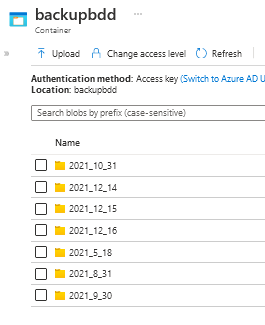 backupbdd ...
Container
» Upload Change access level Refresh
Authentication method: Access key (Switch to Azure AD U
Location: backupbdd
Search blobs by prefix (case-sensitive)
Name
2021_10_31
2021_12_14
2021_12_15
2021_12_16
2021_5_18
2021_8_31
2021_9_30